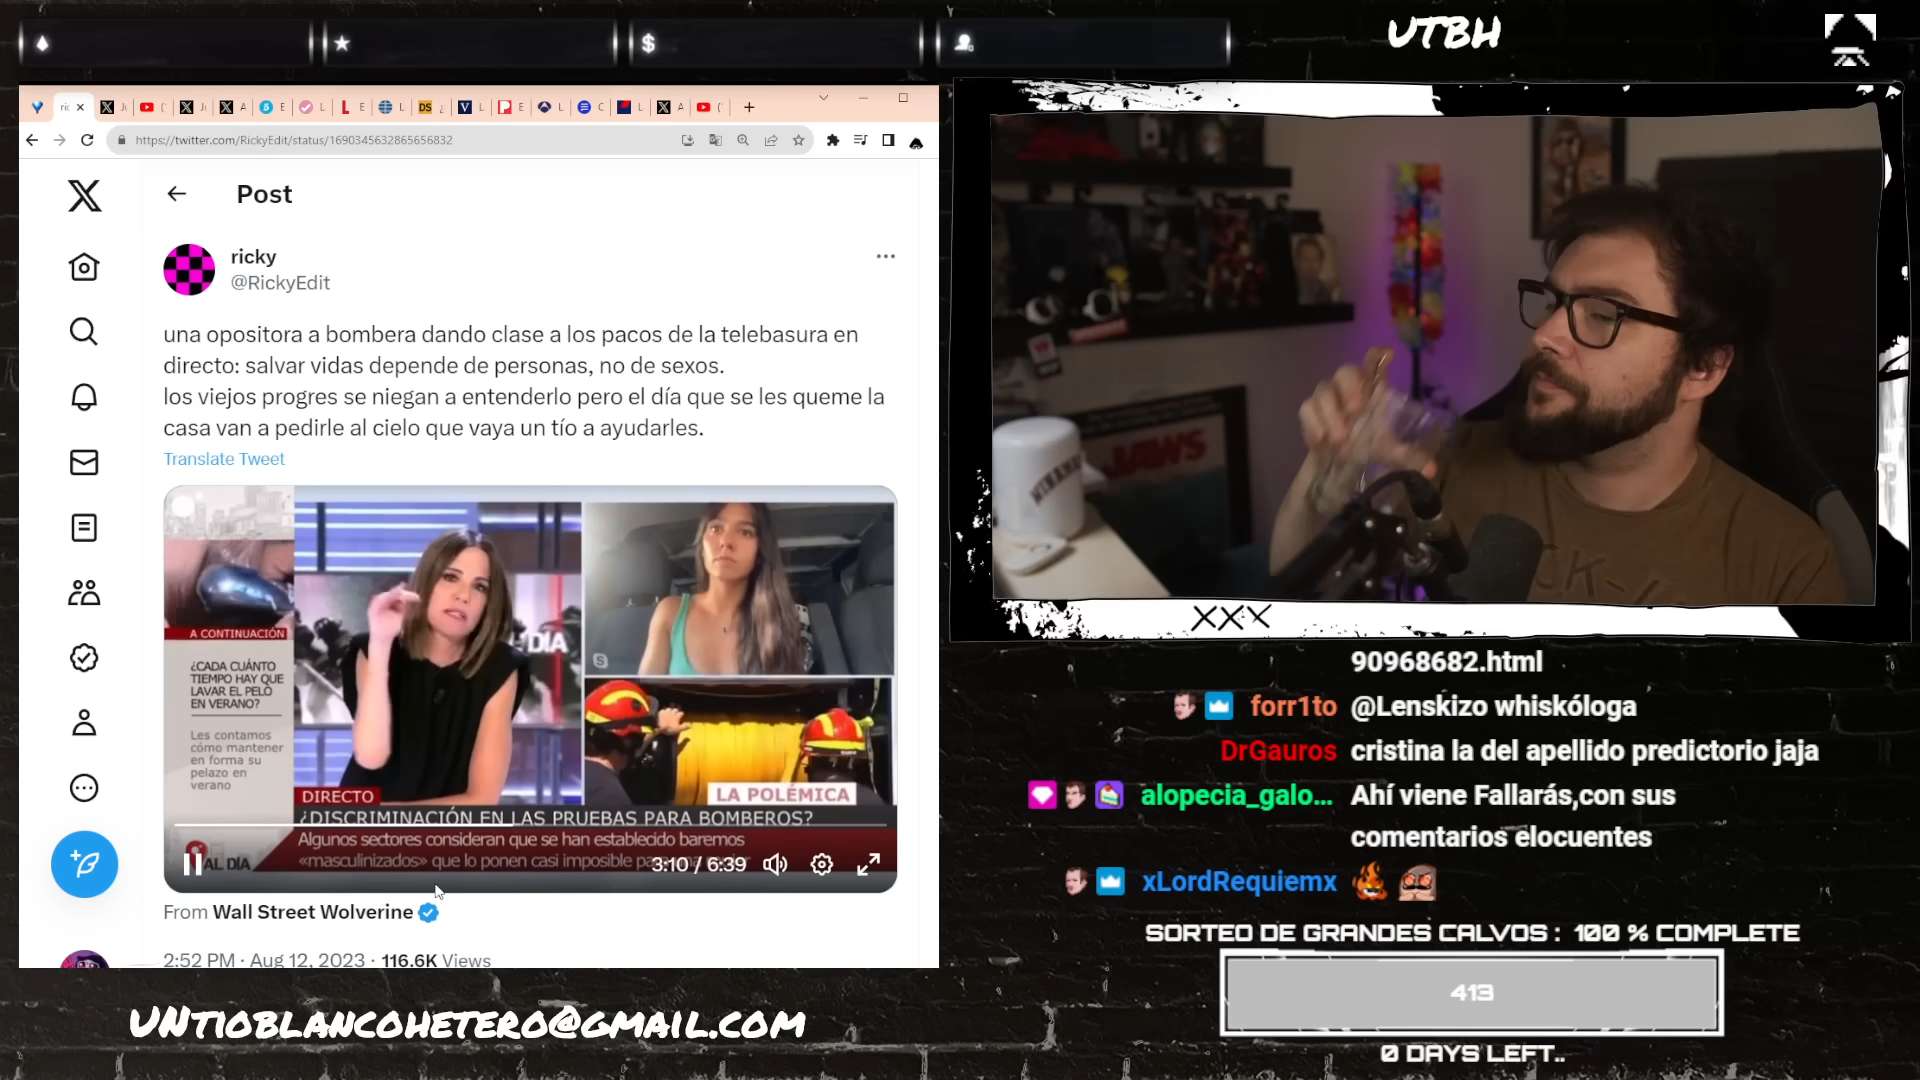 UTBH
https://twitter.com/RickyEdit/status/1690345632865656832
Post
ricky
@RickyEdit
una opositora a bombera dando clase a los pacos de la telebasura en
directo: salvar vidas depende de personas, no de sexos.
los viejos progres se niegan a entenderlo pero el día que se les queme la
casa van a pedirle al cielo que vaya un tío a ayudarles.
Translate Tweet
A CONTINUACIÓN
¿CADA CUÁNTO
TIEMPO HAY QUE
LAVAR EL PELO
EN VERANO?
Les contamos
cómo mantener
en forma su
pelazo en
verano
DÍA
LA POLÉMICA
DIRECTO
¿DISCRIMINACIÓN EN LAS PRUEBAS PARA BOMBEROS?
Algunos sectores consideran que se han establecido baremos
«masculinizados» que lo ponen casi imposible
AL DÍA
3:10 / 6:39
From Wall Street Wolverine
2:52 PM · Aug 12, 2023 · 116.6K Views
UNTIOBLANCOHETERO@GMAIL.COM
JAWS
XXX
90968682.html
forr1to @Lenskizo whiskóloga
DrGauros cristina la del apellido predictorio jaja
alopecia_galo... Ahí viene Fallarás,con sus
comentarios elocuentes
xLordRequiemx
SORTEO DE GRANDES CALVOS : 100 % COMPLETE
413
0 DAYS LEFT..